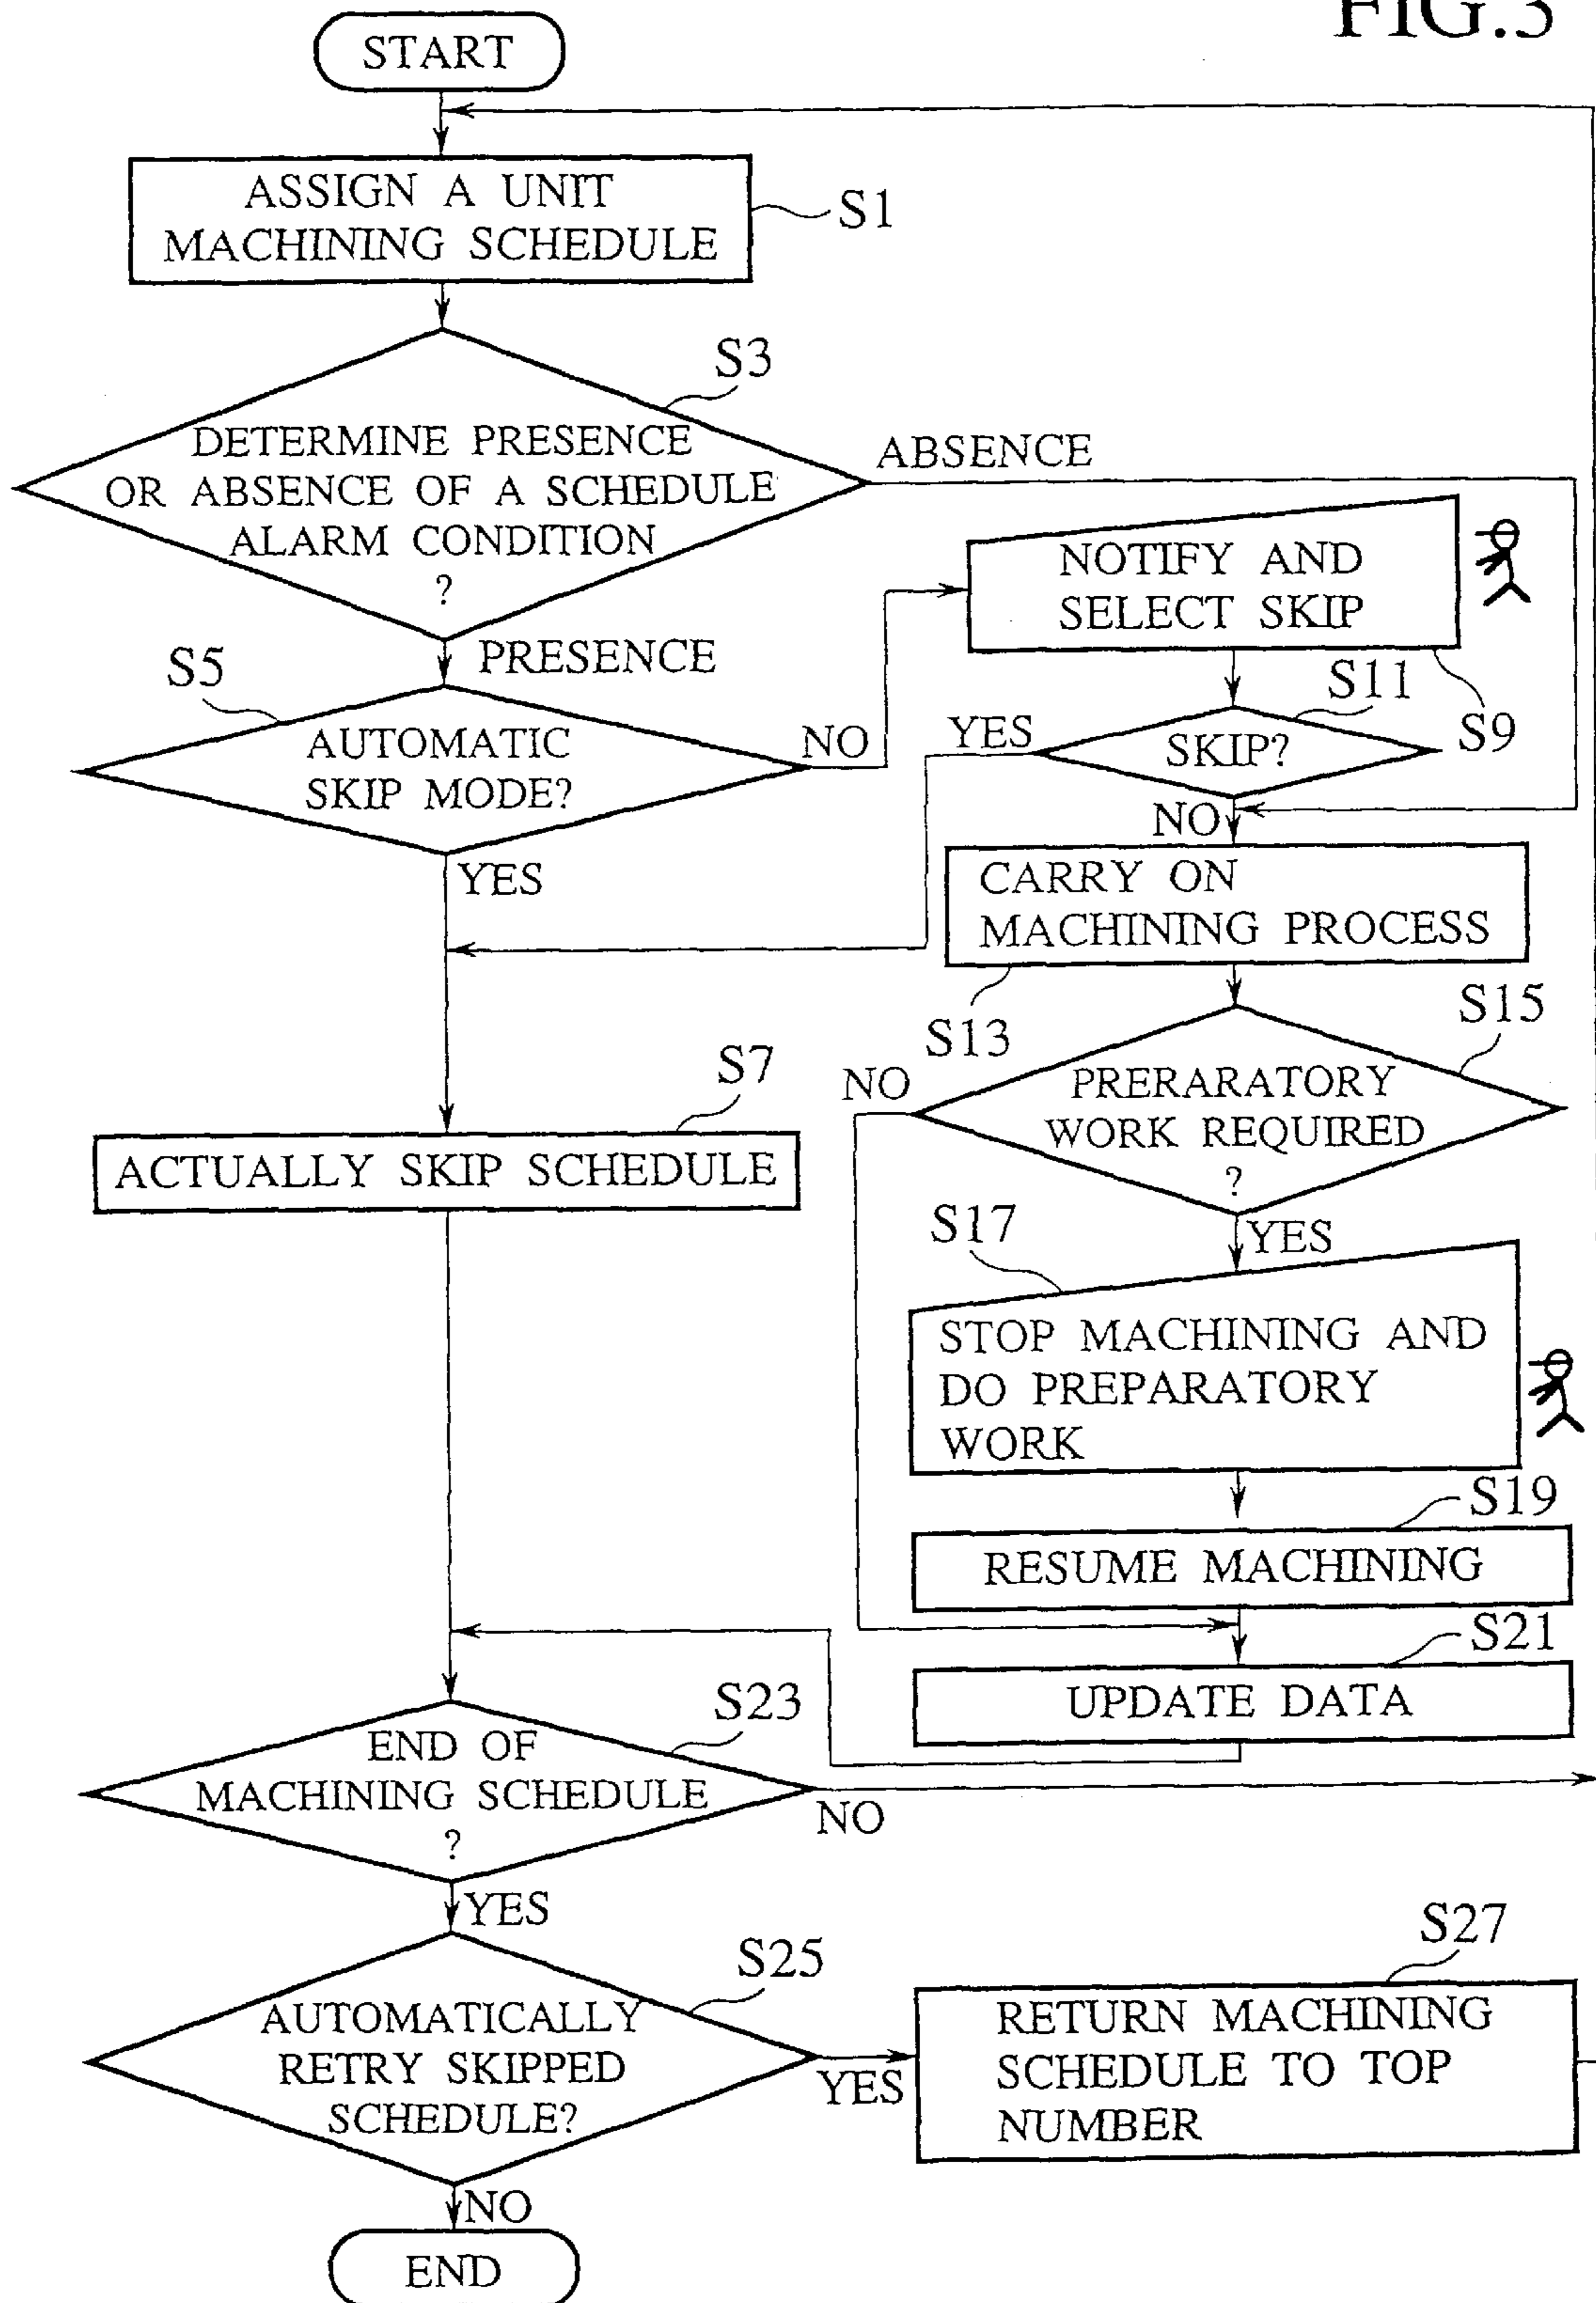 FIG.3
START
ASSIGN A UNIT
MACHINING SCHEDULE
S1
S3
DETERMINE PRESENCE
OR ABSENCE OF A SCHEDULE
ALARM CONDITION
?
ABSENCE
PRESENCE
NOTIFY AND
SELECT SKIP
S9
S5
AUTOMATIC
SKIP MODE?
NO
YES
S11
SKIP?
YES
NO
CARRY ON
MACHINING PROCESS
S13
S15
PRERARATORY
WORK REQUIRED
?
NO
YES
S7
ACTUALLY SKIP SCHEDULE
S17
STOP MACHINING AND
DO PREPARATORY
WORK
S19
RESUME MACHINING
S21
UPDATE DATA
S23
END OF
MACHINING SCHEDULE
?
NO
YES
S25
AUTOMATICALLY
RETRY SKIPPED
SCHEDULE?
YES
S27
RETURN MACHINING
SCHEDULE TO TOP
NUMBER
NO
END